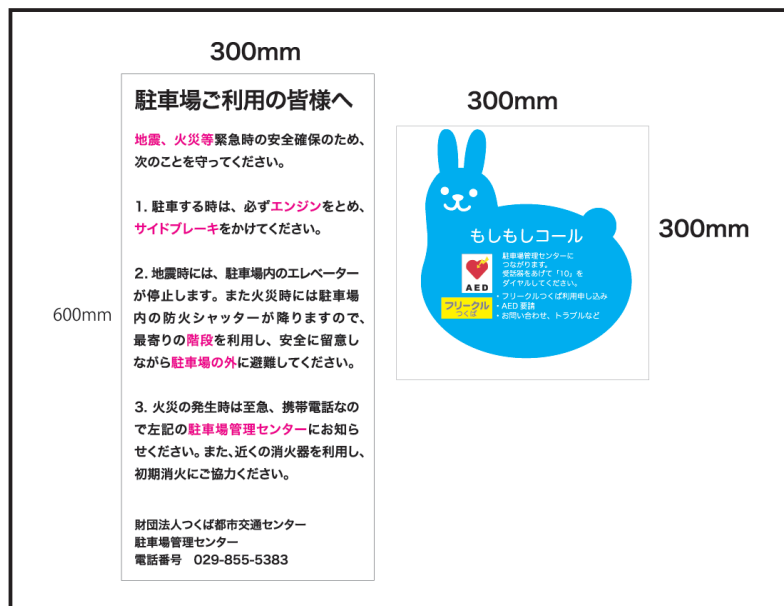 300mm
駐車場ご利用の皆様へ
地震、火災等緊急時の安全確保のため、
次のことを守ってください。
1. 駐車する時は、必ずエンジンをとめ、
サイドブレーキをかけてください。
2. 地震時には、駐車場内のエレベーター
が停止します。また火災時には駐車場
内の防火シャッターが降りますので、
最寄りの階段を利用し、安全に留意し
ながら駐車場の外に避難してください。
3. 火災の発生時は至急、携帯電話なの
で左記の駐車場管理センターにお知ら
せください。また、近くの消火器を利用し、
初期消火にご協力ください。
財団法人つくば都市交通センター
駐車場管理センター
電話番号 029-855-5383
600mm
300mm
もしもしコール
駐車場管理センターに
つながります。
受話器をあげて「10」を
ダイヤルしてください。
AED
フリークル
つくば
・フリークルつくば利用申し込み
・AED 要請
・お問い合わせ、トラブルなど
300mm